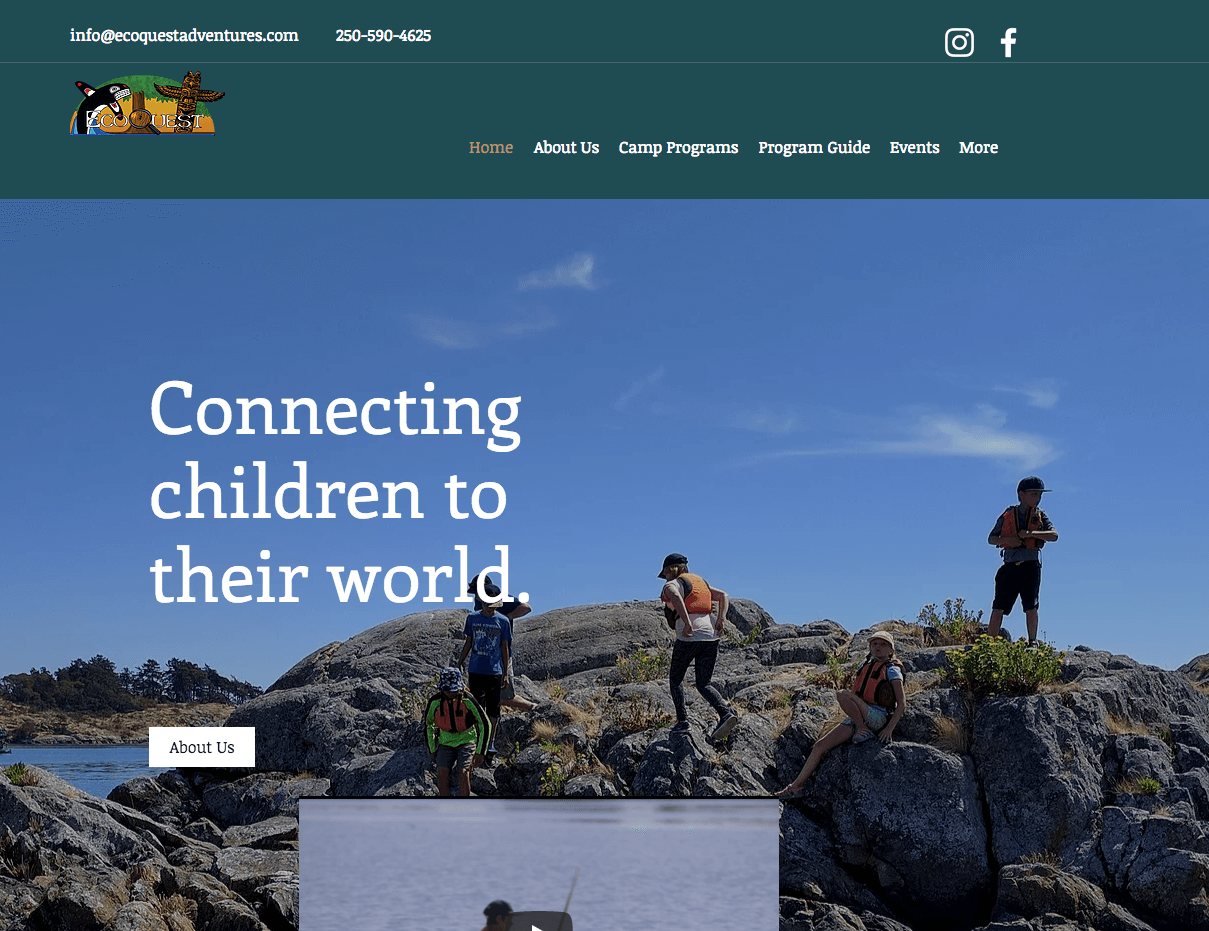 info@ecoquestadventures.com 250-590-4625
ECOQUEST
Home About Us Camp Programs Program Guide Events More
Connecting
children to
their world.
About Us